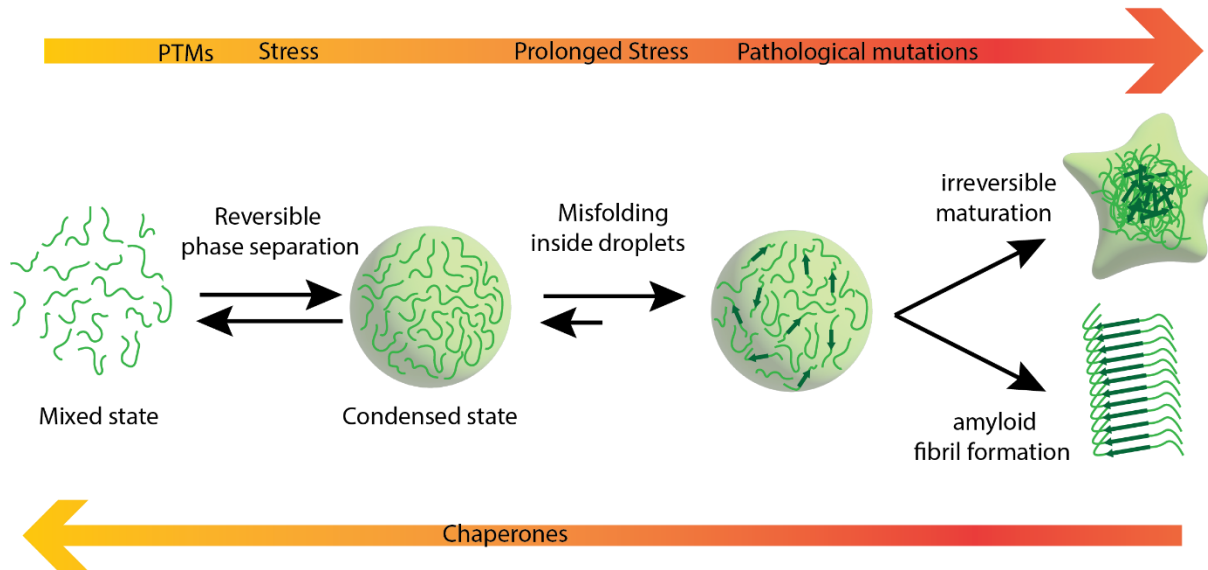 PTMs Stress Prolonged Stress Pathological mutations
Reversible
phase separation
Misfolding
inside droplets
irreversible
maturation
Mixed state
Condensed state
amyloid
fibril formation
Chaperones